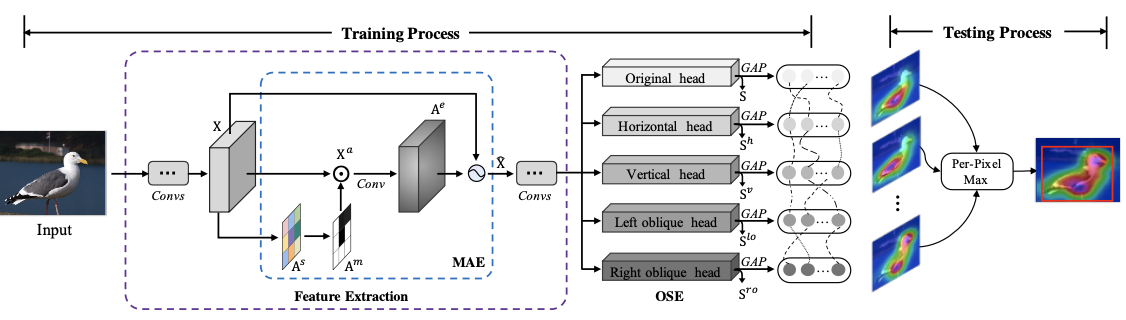 Training Process
Testing Process
Input
...
Convs
X
X^a
Conv
A^e
X̂
...
Convs
A^s
A^m
MAE
Feature Extraction
Original head
GAP
S
...
Horizontal head
GAP
S^h
...
Vertical head
GAP
S^v
...
Left oblique head
GAP
S^lo
...
Right oblique head
GAP
S^ro
...
OSE
Per-Pixel
Max